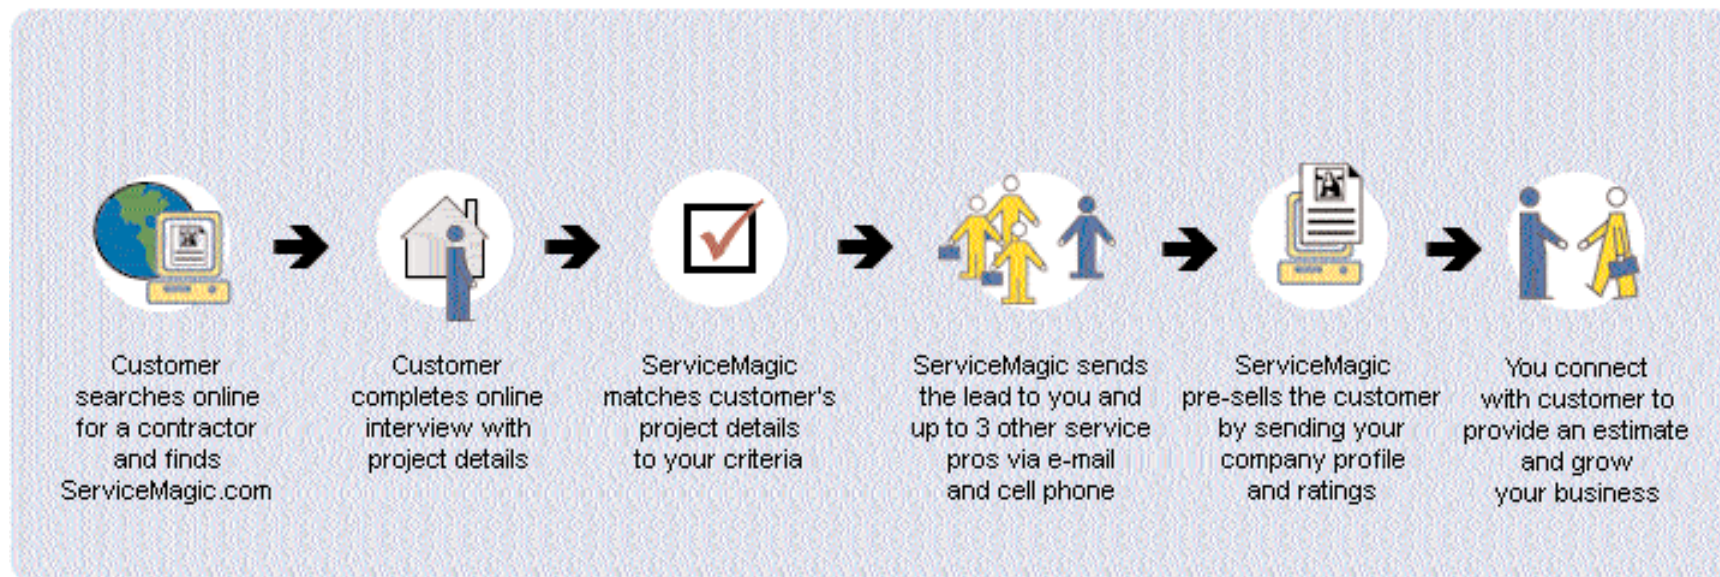 Customer
searches online
for a contractor
and finds
ServiceMagic.com
Customer
completes online
interview with
project details
ServiceMagic
matches customer's
project details
to your criteria
ServiceMagic sends
the lead to you and
up to 3 other service
pros via e-mail
and cell phone
ServiceMagic
pre-sells the customer
by sending your
company profile
and ratings
You connect
with customer to
provide an estimate
and grow
your business